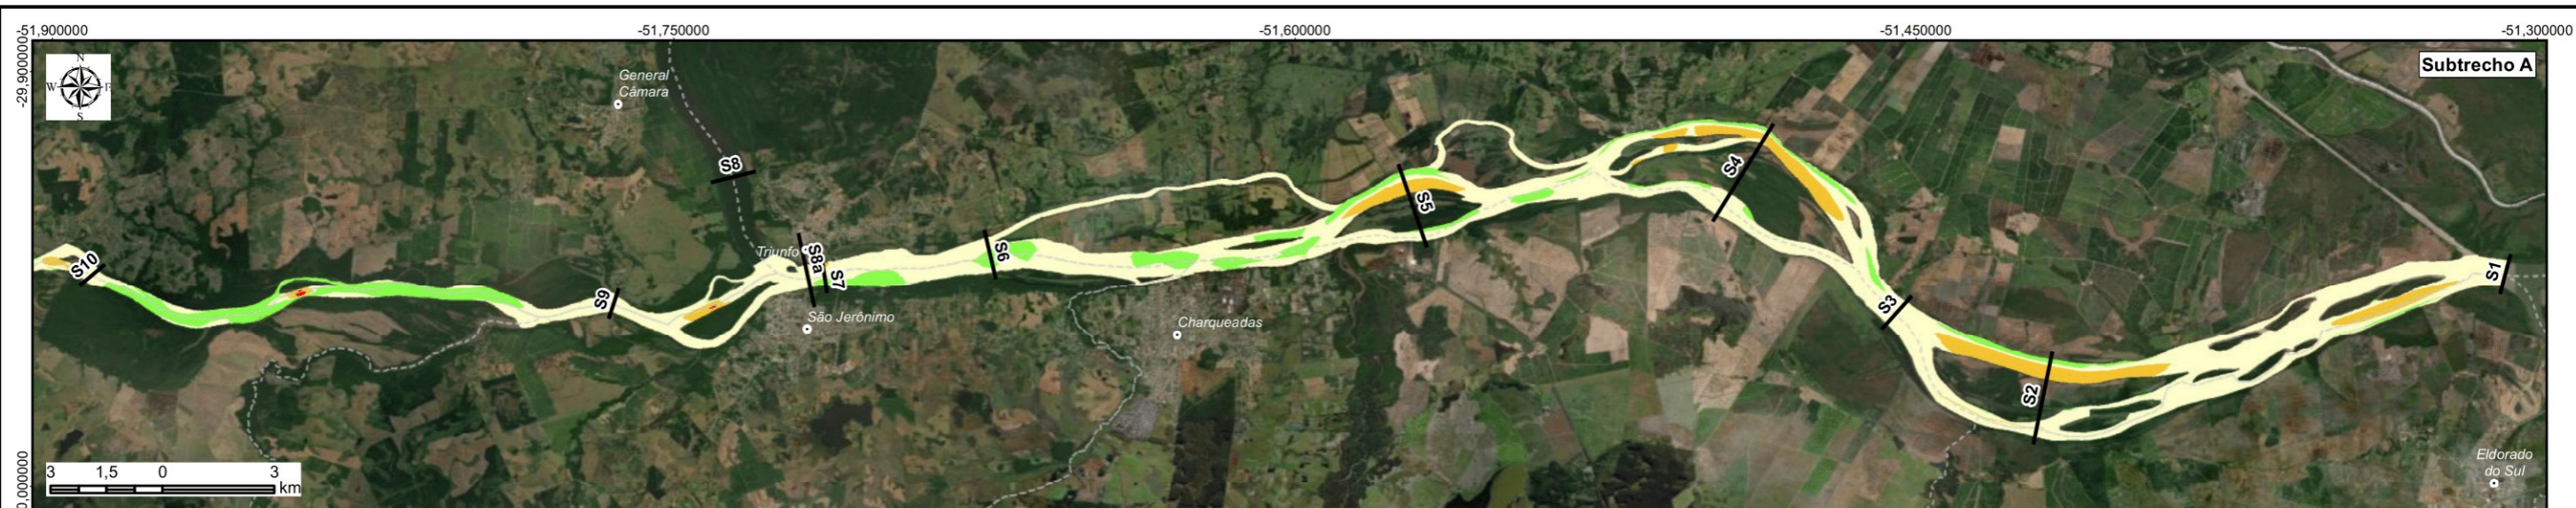 -51,900000
-51,750000
-51,600000
-51,450000
-51,300000
-29,900000
Subtrecho A
N
W
E
S
General
Câmara
S8
S4
S5
S10
Triunfo
S8a
S7
S6
S9
S3
S1
São Jerônimo
Charqueadas
S2
Eldorado
do Sul
3 1,5 0 3
km